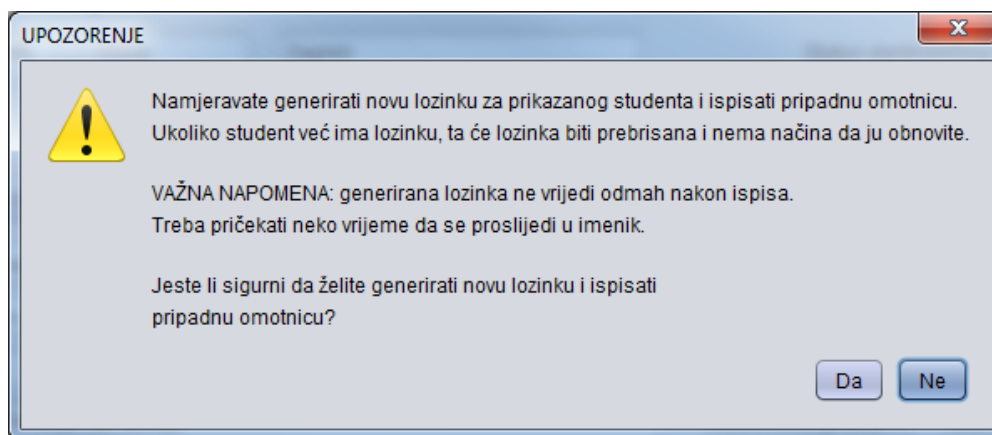 UPOZORENJE
Namjeravate generirati novu lozinku za prikazanog studenta i ispisati pripadnu omotnicu.
Ukoliko student već ima lozinku, ta će lozinka biti prebrisana i nema načina da ju obnovite.
VAŽNA NAPOMENA: generirana lozinka ne vrijedi odmah nakon ispisa.
Treba pričekati neko vrijeme da se proslijedi u imenik.
Jeste li sigurni da želite generirati novu lozinku i ispisati
pripadnu omotnicu?
Da Ne